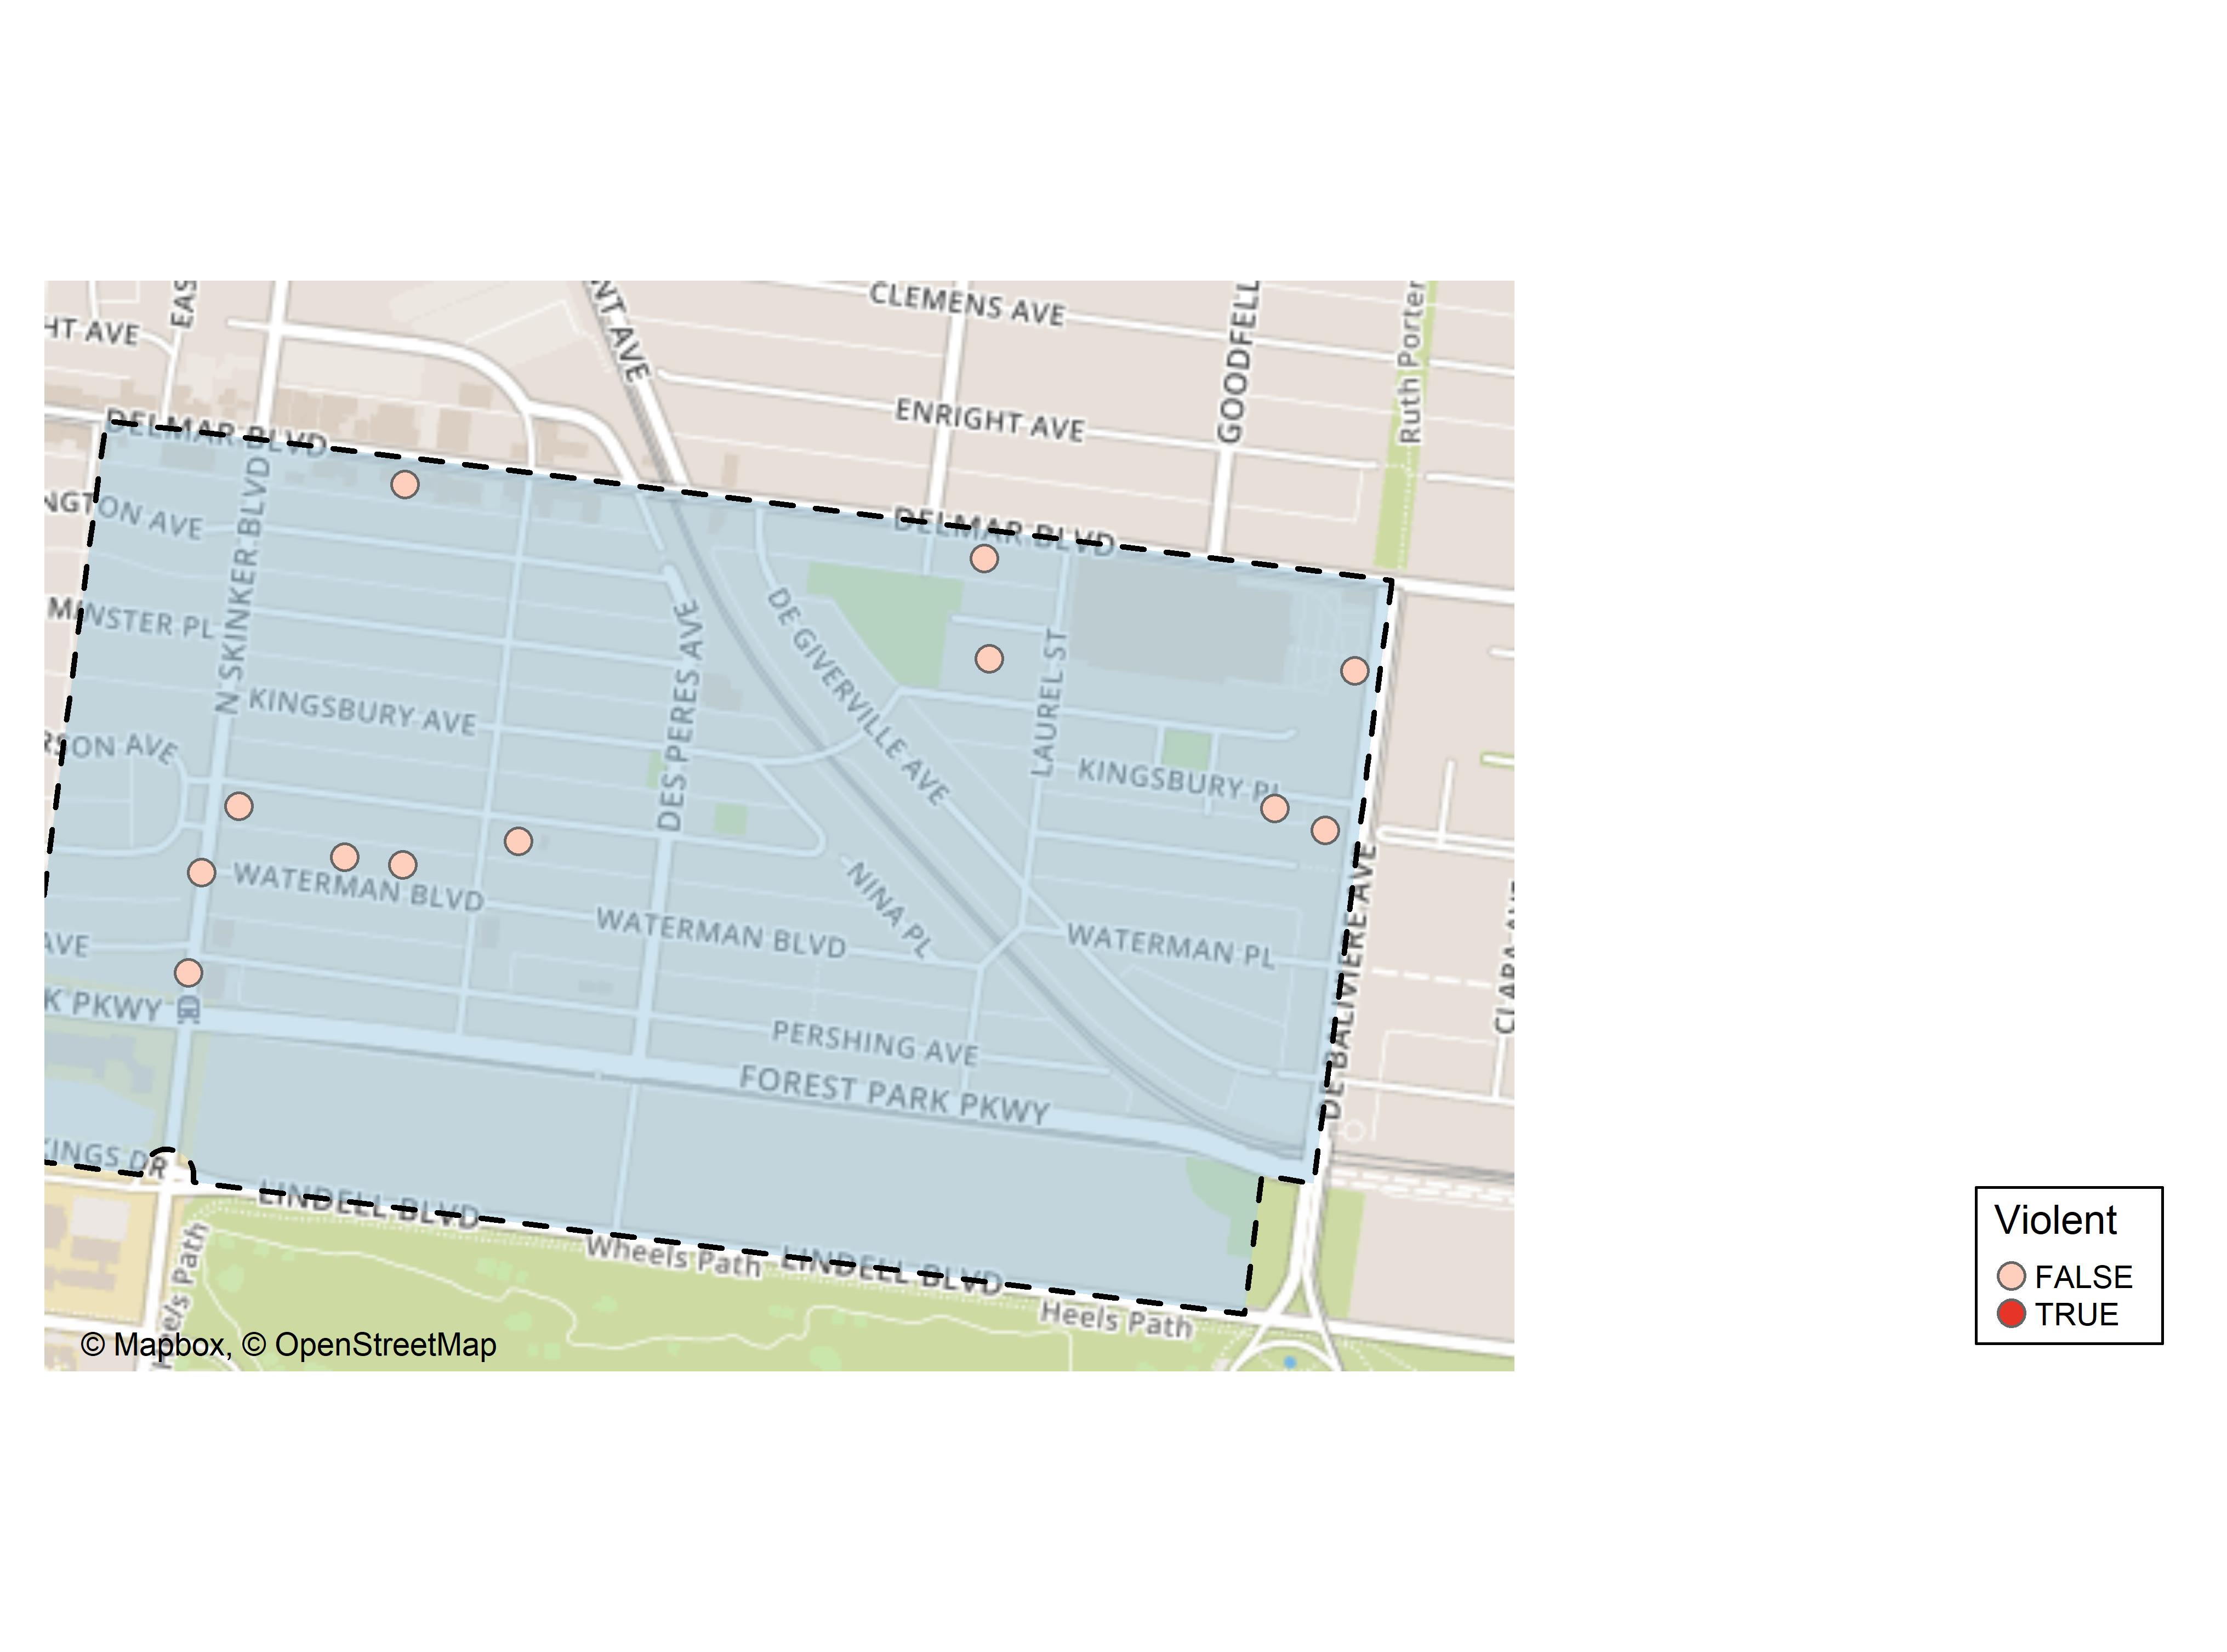 CLEMENS AVE
EAS
HT AVE
NT AVE
GOODFELL
Ruth Porter
ENRIGHT AVE
DELMAR BLVD
NGTON AVE
DELMAR BLVD
N SKINKER BLVD
MINSTER PL
DES PERES AVE
DE GIVERVILLE AVE
LAUREL ST
KINGSBURY AVE
RSON AVE
KINGSBURY PL
WATERMAN BLVD
NINA PL
WATERMAN BLVD
WATERMAN PL
DE BALIVIERE AVE
CLARA AVE
AVE
K PKWY
PERSHING AVE
FOREST PARK PKWY
KINGS DR
LINDELL BLVD
Wheels Path
LINDELL BLVD
Heels Path
Heels Path
© Mapbox, © OpenStreetMap
Violent
FALSE
TRUE